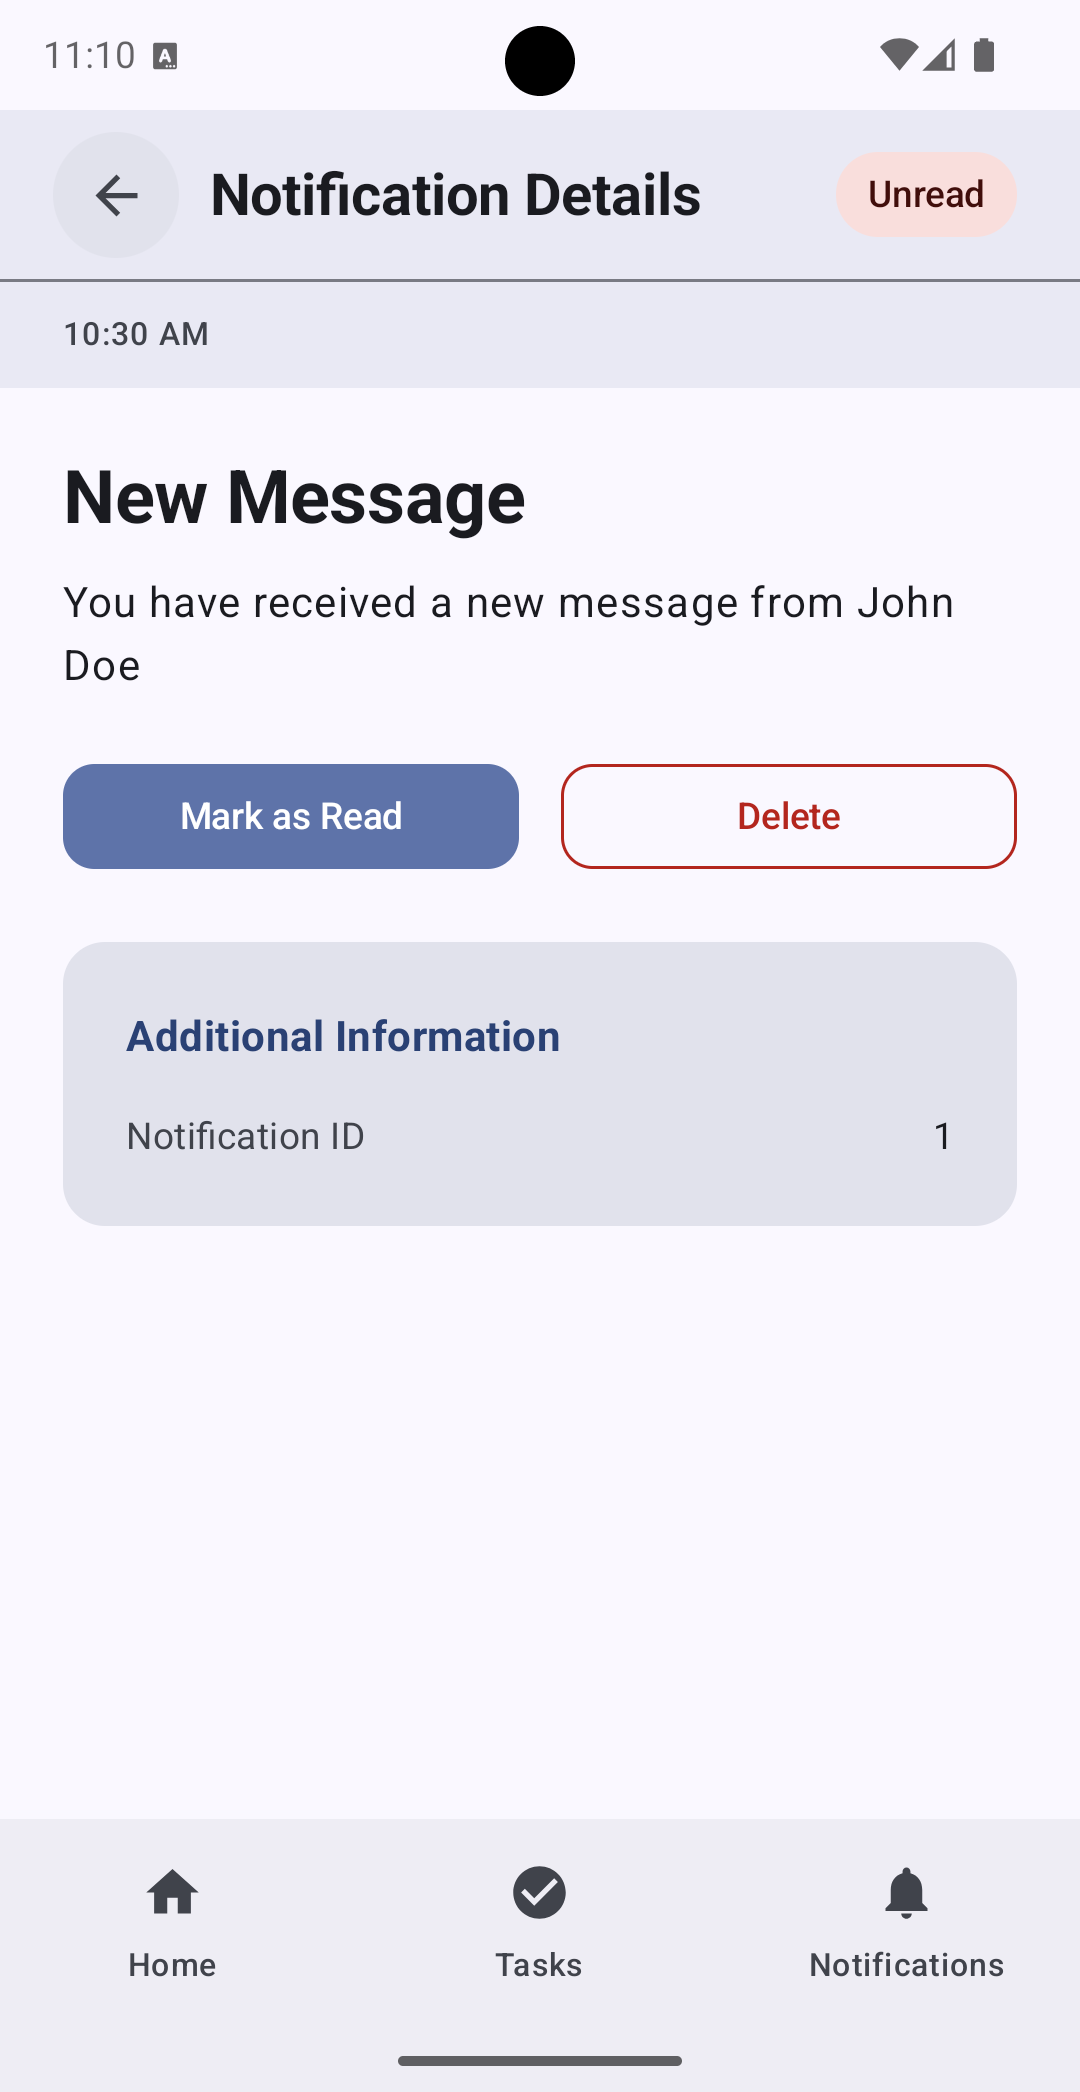 11:10
Notification Details
Unread
10:30 AM
New Message
You have received a new message from John
Doe
Mark as Read
Delete
Additional Information
Notification ID
1
Home
Tasks
Notifications